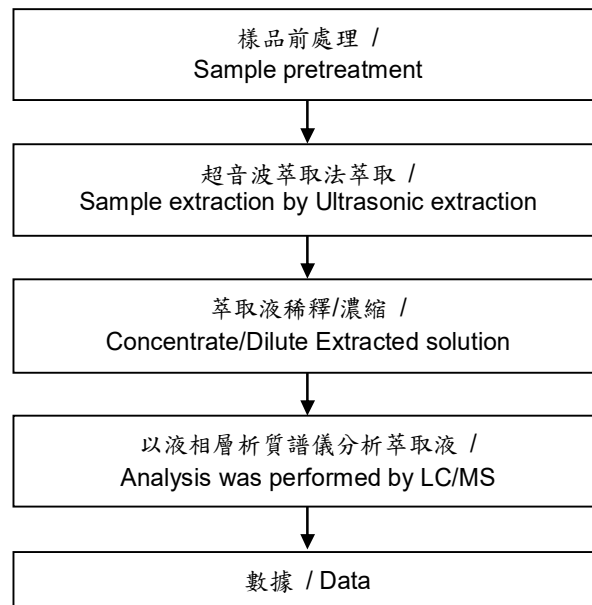 樣品前處理 /
Sample pretreatment
超音波萃取法萃取 /
Sample extraction by Ultrasonic extraction
萃取液稀釋/濃縮 /
Concentrate/Dilute Extracted solution
以液相層析質譜儀分析萃取液 /
Analysis was performed by LC/MS
數據 / Data